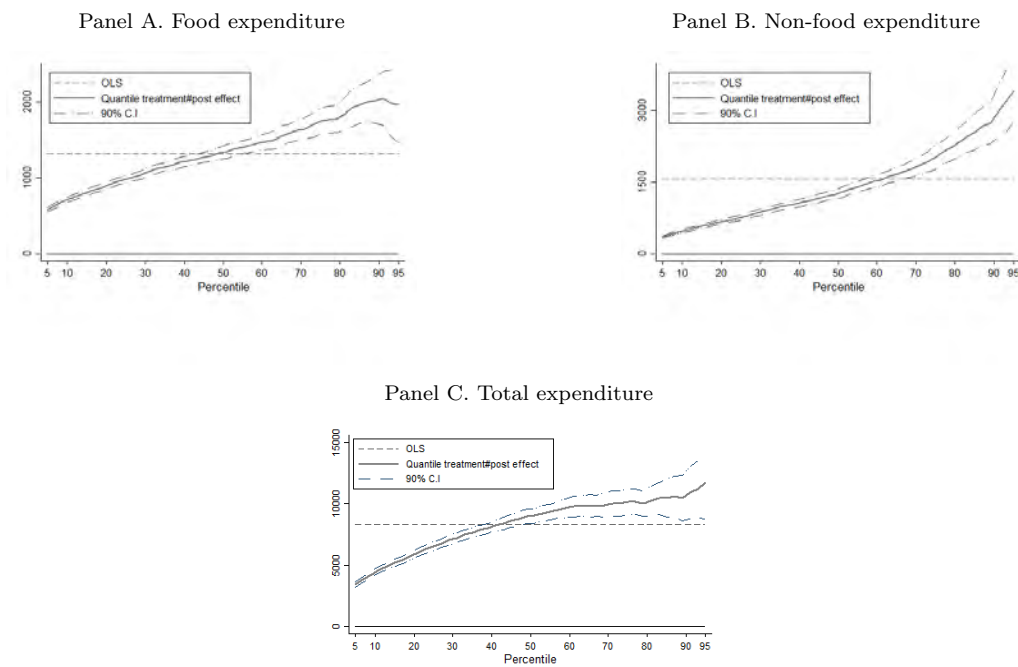 Panel A. Food expenditure
OLS
Quantile treatment#post effect
90% C.I
2000
1000
0
5 10 20 30 40 50 60 70 80 90 95
Percentile
Panel B. Non-food expenditure
OLS
Quantile treatment#post effect
90% C.I
3000
1500
0
5 10 20 30 40 50 60 70 80 90 95
Percentile
Panel C. Total expenditure
OLS
Quantile treatment#post effect
90% C.I
15000
10000
5000
0
5 10 20 30 40 50 60 70 80 90 95
Percentile